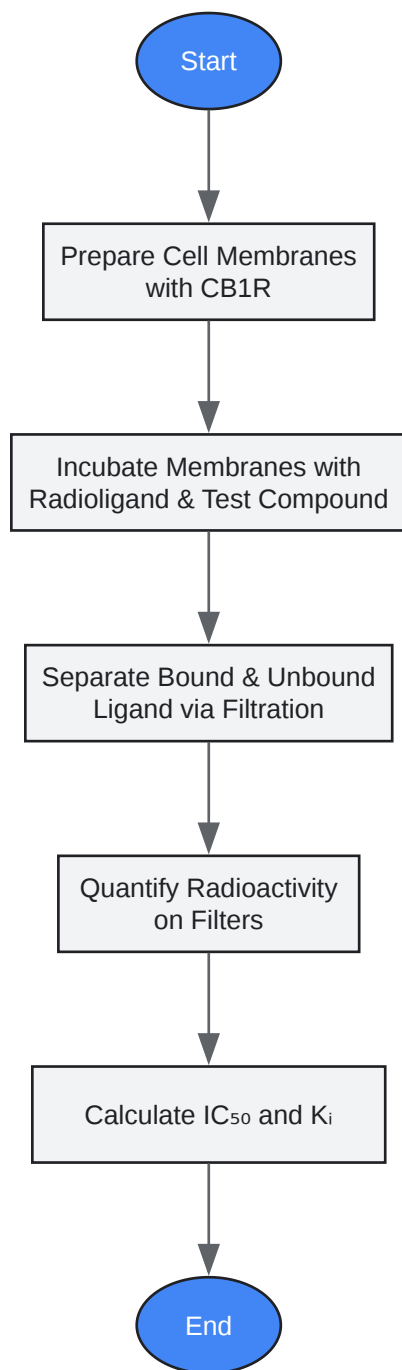 Start
Prepare Cell Membranes
with CB1R
Incubate Membranes with
Radioligand & Test Compound
Separate Bound & Unbound
Ligand via Filtration
Quantify Radioactivity
on Filters
Calculate IC₅₀ and Kᵢ
End